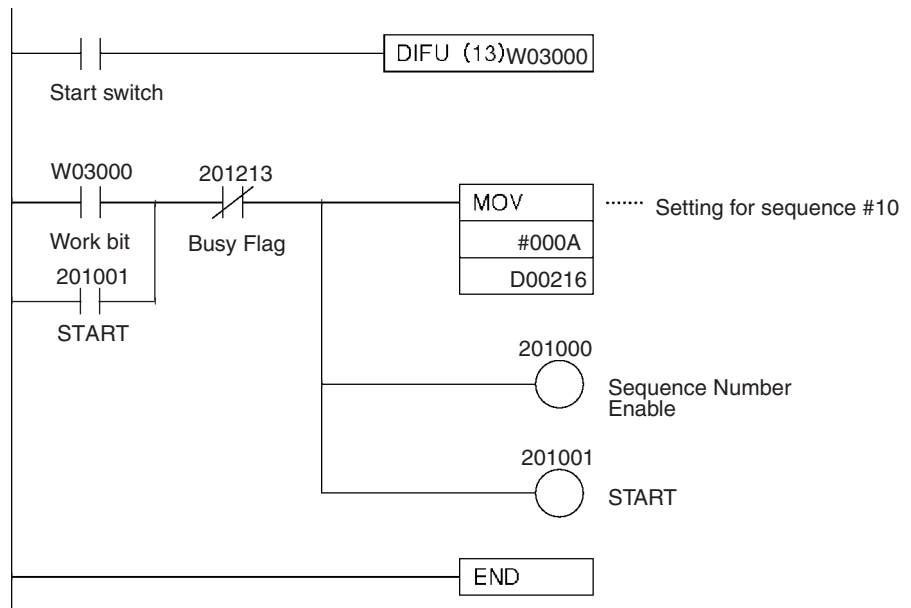 DIFU (13) W03000
Start switch
W03000
201213
MOV
······· Setting for sequence #10
Work bit
Busy Flag
#000A
201001
D00216
START
201000
Sequence Number
Enable
201001
START
END